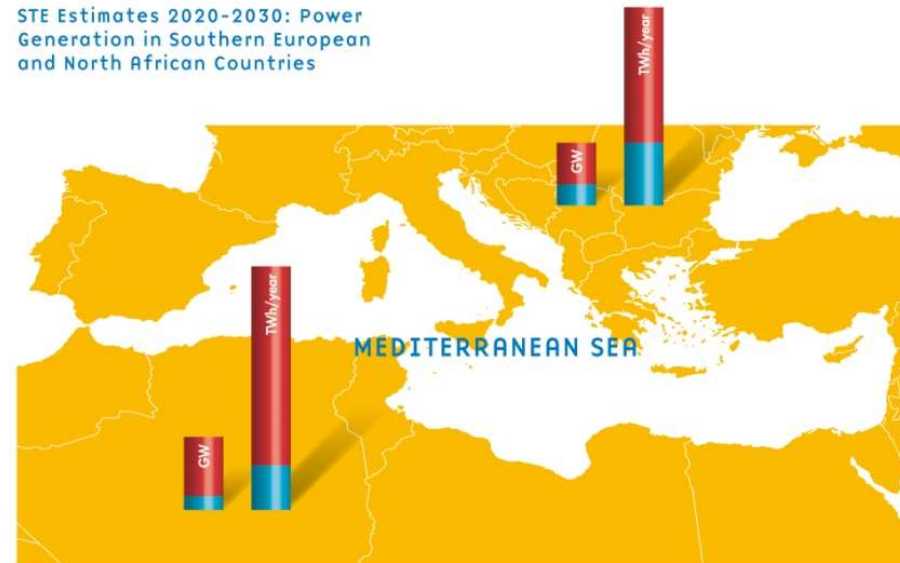 STE Estimates 2020-2030: Power
Generation in Southern European
and North African Countries
TWh/year
GW
TWh/year
MEDITERRANEAN SEA
GW